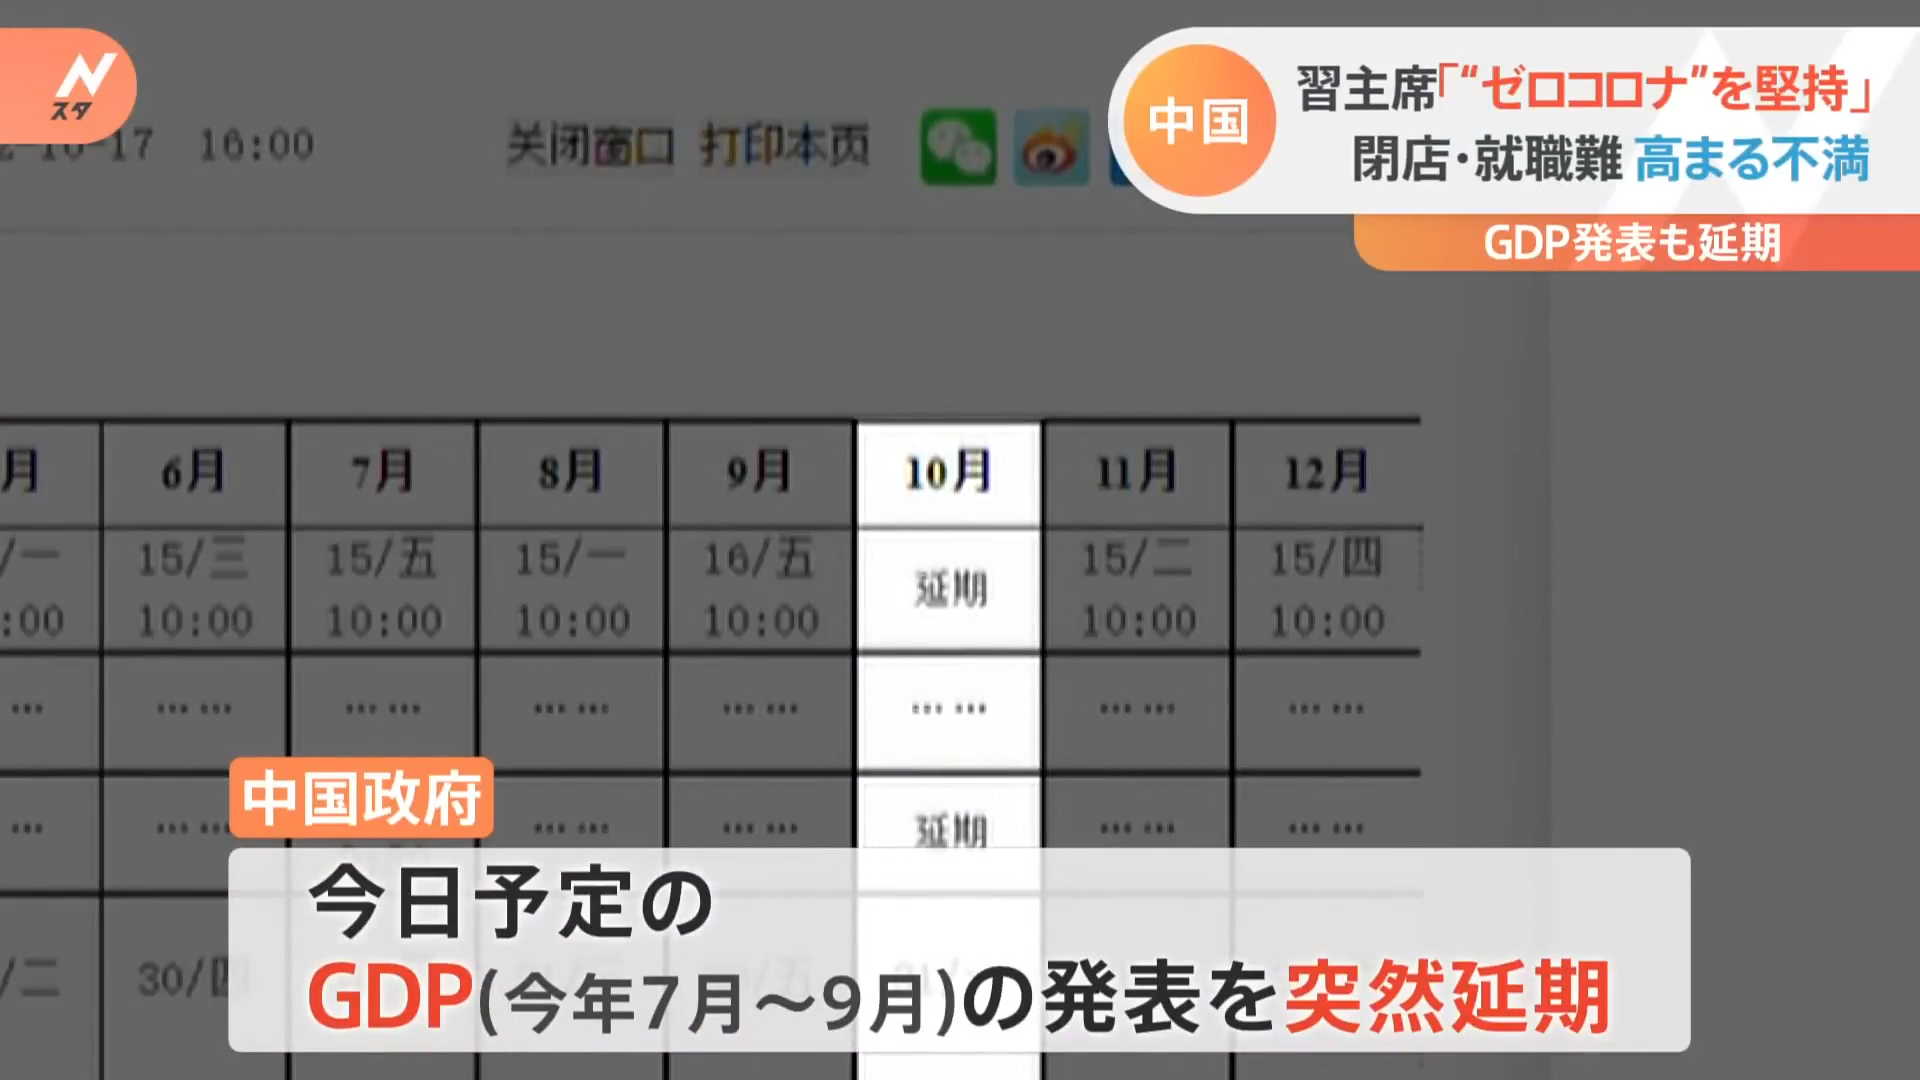 N
スタ
中国
習主席「“ゼロコロナ”を堅持」
閉店・就職難 高まる不満
GDP発表も延期
10-17 16:00 关闭窗口 打印本页
月 6月 7月 8月 9月 10月 11月 12月
/一 15/三 15/五 15/一 16/五 延期 15/二 15/四
:00 10:00 10:00 10:00 10:00 10:00 10:00
… …… …… …… …… …… …… ……
… …… …… …… 延期 …… ……
/二 30/四
中国政府
今日予定の
GDP(今年7月〜9月)の発表を突然延期